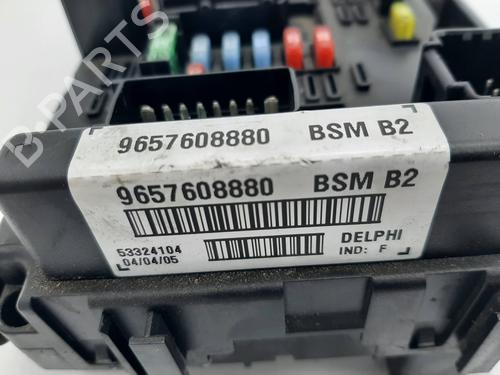 B-PARTS
9657608880 BSM B2
9657608880 BSM B2
53324104 DELPHI
04/04/05 IND: F